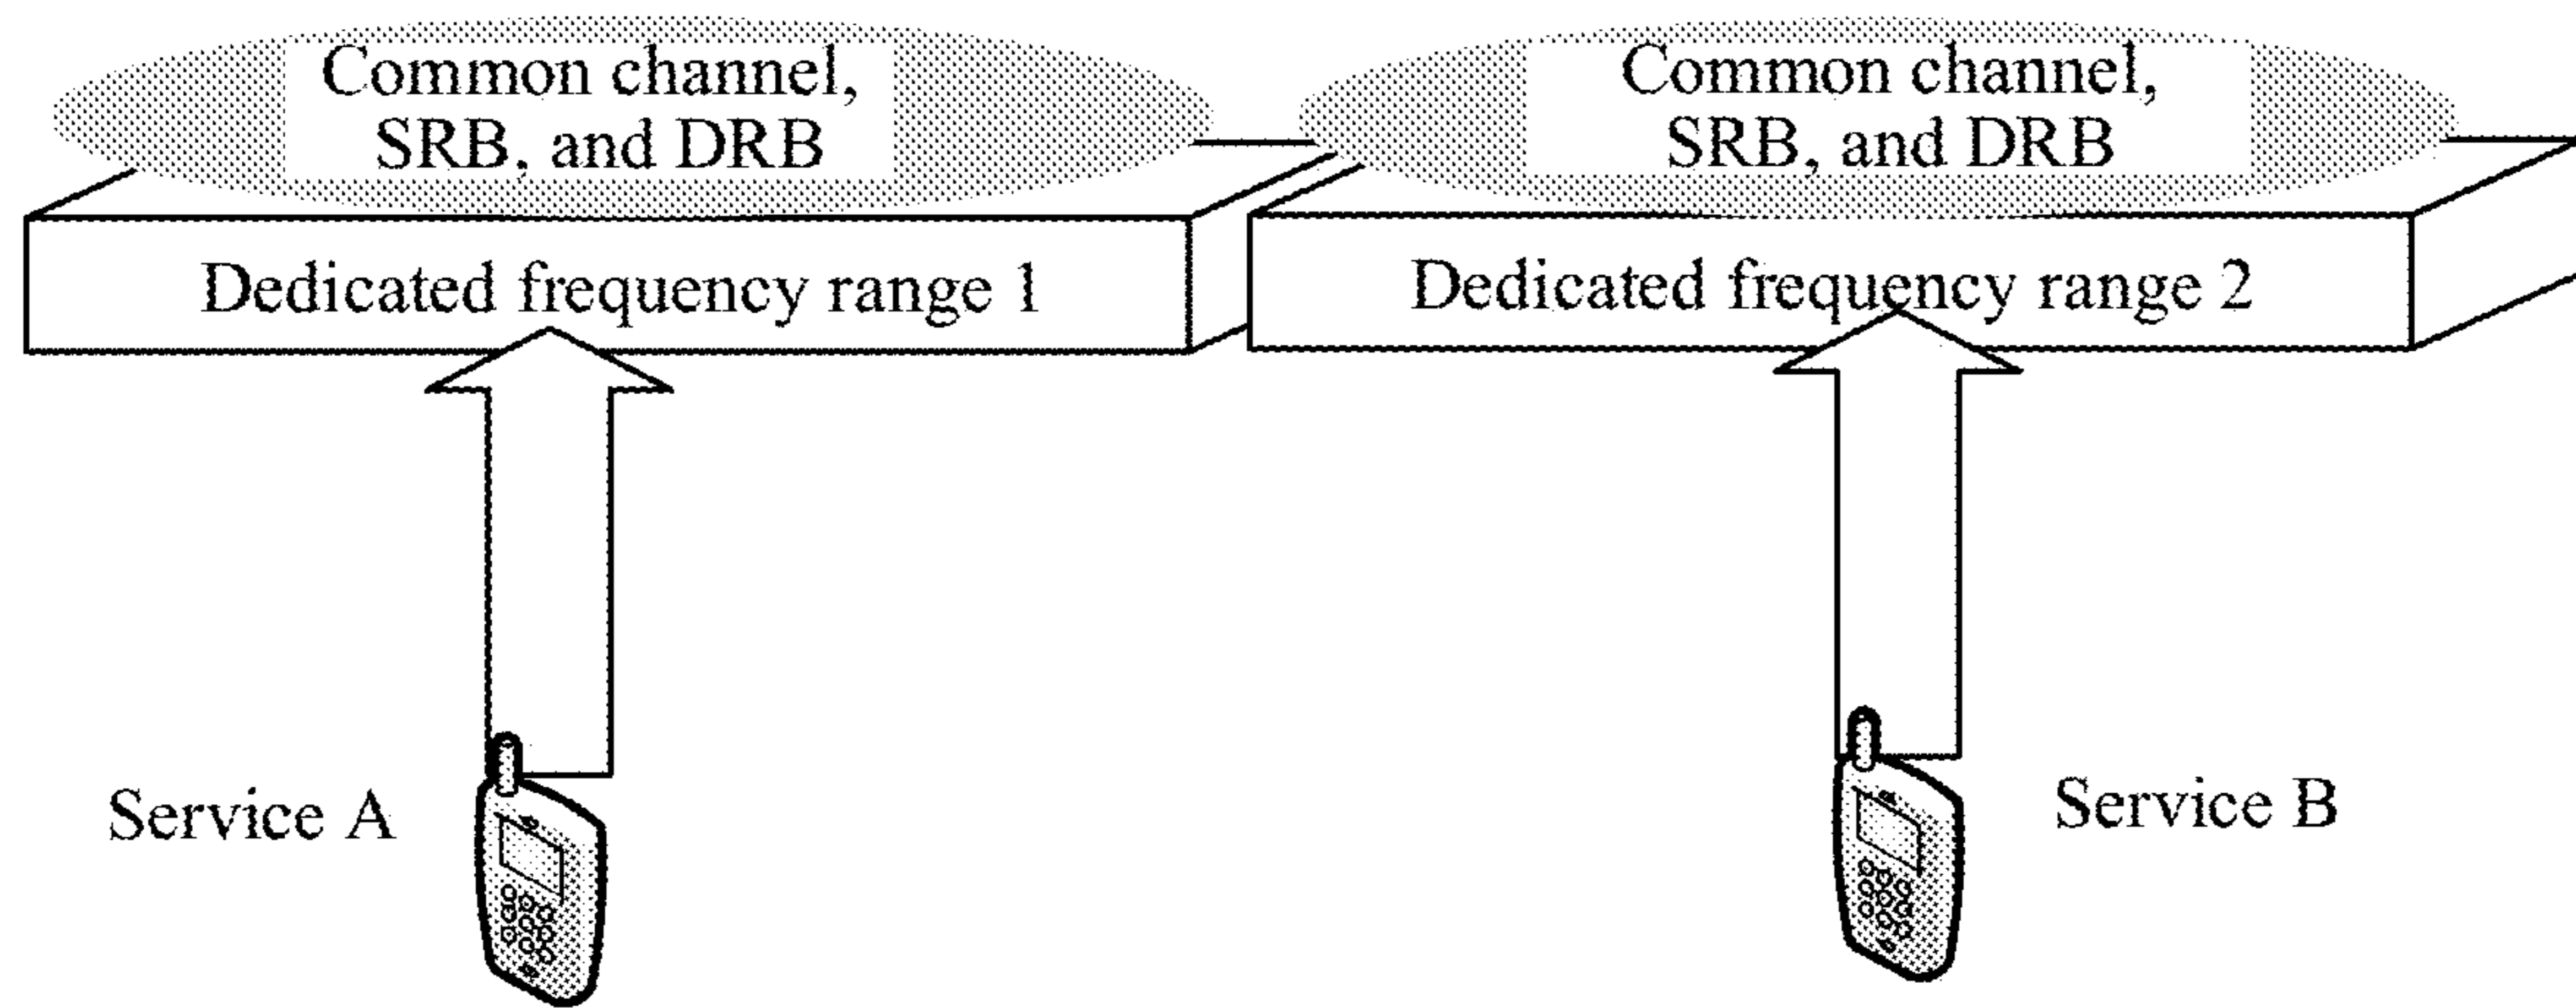 Common channel,
SRB, and DRB
Common channel,
SRB, and DRB
Dedicated frequency range 1
Dedicated frequency range 2
Service A
Service B